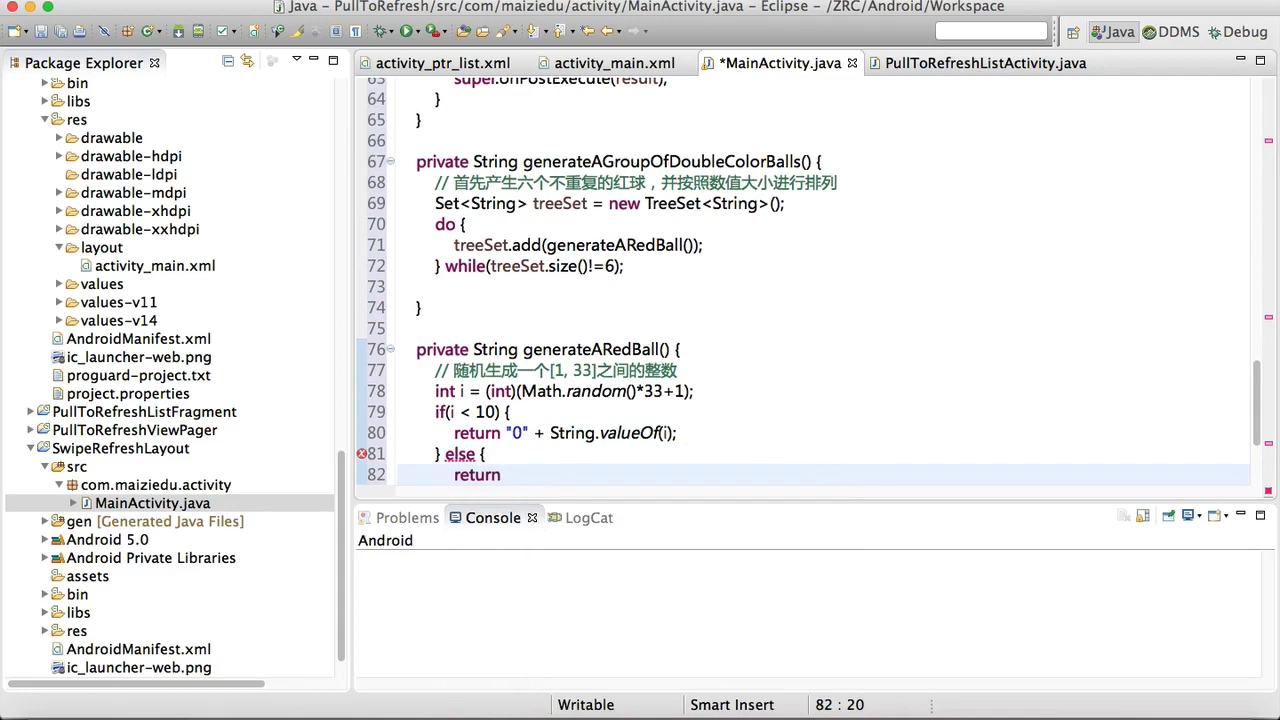 Java - PullToRefresh/src/com/maiziedu/activity/MainActivity.java - Eclipse - /ZRC/Android/Workspace
Java
DDMS
Debug
Package Explorer
bin
libs
res
drawable
drawable-hdpi
drawable-ldpi
drawable-mdpi
drawable-xhdpi
drawable-xxhdpi
layout
activity_main.xml
values
values-v11
values-v14
AndroidManifest.xml
ic_launcher-web.png
proguard-project.txt
project.properties
PullToRefreshListFragment
PullToRefreshViewPager
SwipeRefreshLayout
src
com.maiziedu.activity
MainActivity.java
gen [Generated Java Files]
Android 5.0
Android Private Libraries
assets
bin
libs
res
AndroidManifest.xml
ic_launcher-web.png
activity_ptr_list.xml
activity_main.xml
*MainActivity.java
PullToRefreshListActivity.java
63 super.onPostExecute(result);
64 }
65 }
66
67 private String generateAGroupOfDoubleColorBalls() {
68 // 首先产生六个不重复的红球，并按照数值大小进行排列
69 Set<String> treeSet = new TreeSet<String>();
70 do {
71 treeSet.add(generateARedBall());
72 } while(treeSet.size()!=6);
73
74 }
75
76 private String generateARedBall() {
77 // 随机生成一个[1, 33]之间的整数
78 int i = (int)(Math.random()*33+1);
79 if(i < 10) {
80 return "0" + String.valueOf(i);
81 } else {
82 return
Problems
Console
LogCat
Android
Writable
Smart Insert
82 : 20